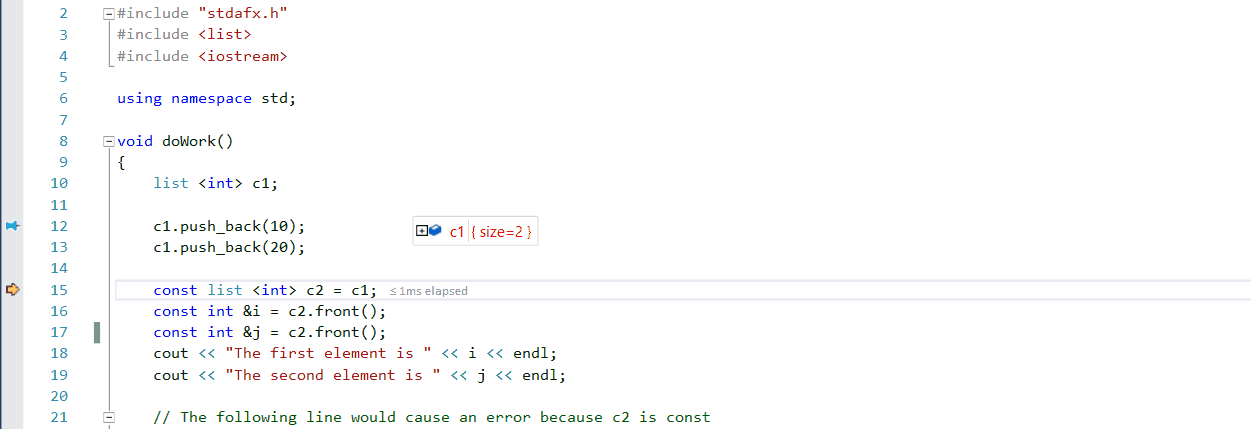 2 #include "stdafx.h"
3 #include <list>
4 #include <iostream>
5
6 using namespace std;
7
8 void doWork()
9 {
10 list <int> c1;
11
12 c1.push_back(10); c1 { size=2 }
13 c1.push_back(20);
14
15 const list <int> c2 = c1; ≤ 1ms elapsed
16 const int &i = c2.front();
17 const int &j = c2.front();
18 cout << "The first element is " << i << endl;
19 cout << "The second element is " << j << endl;
20
21 // The following line would cause an error because c2 is const